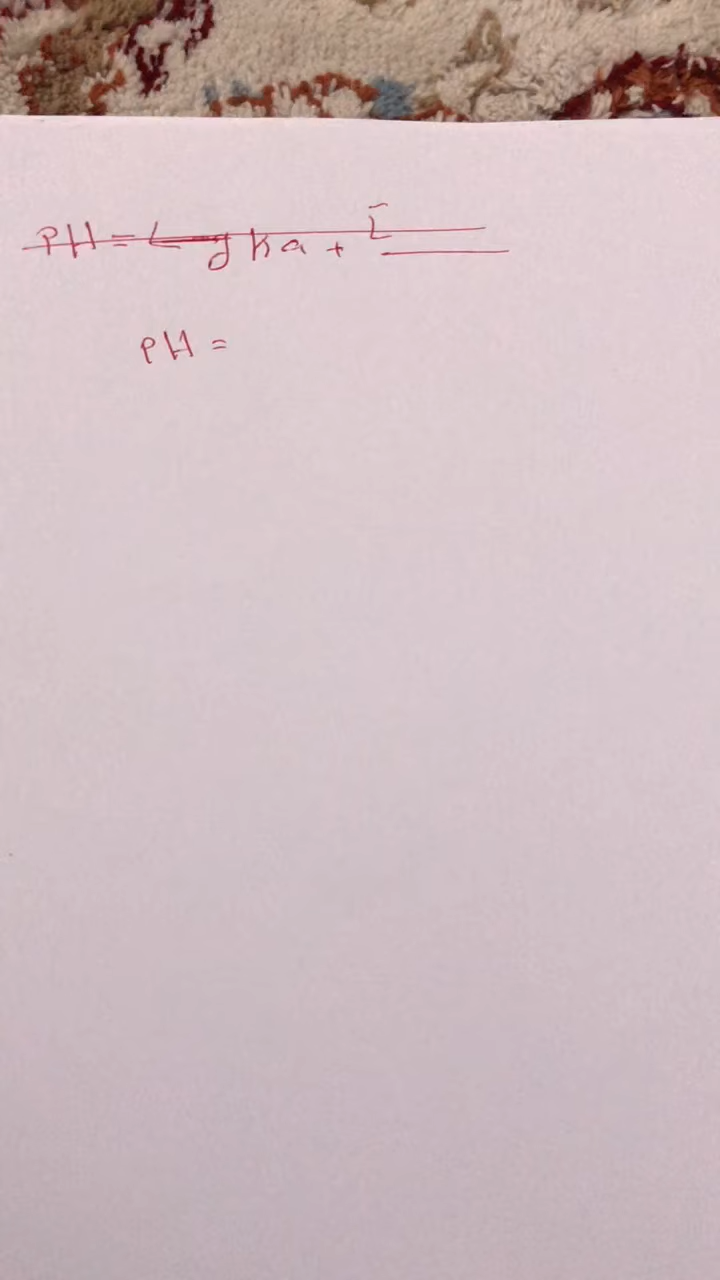 PH = Log Ka + [
PH =